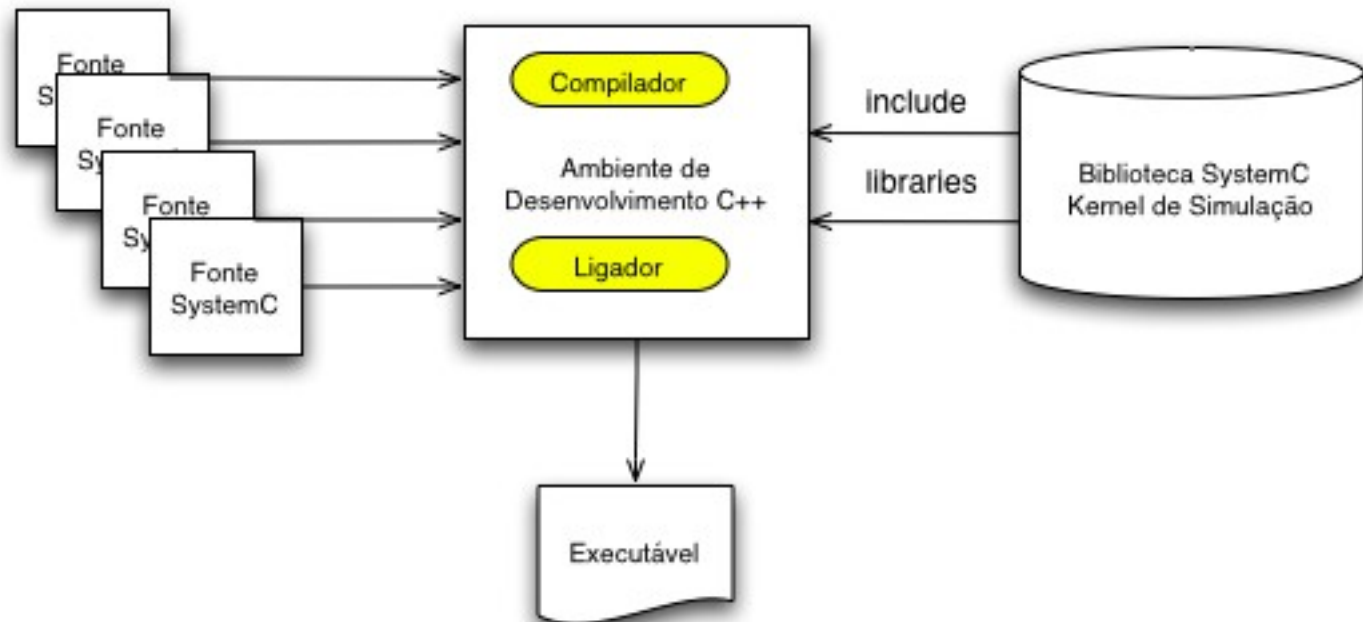 Fonte
Fonte
Fonte
Fonte
SystemC
Compilador
Ambiente de
Desenvolvimento C++
Ligador
include
libraries
Biblioteca SystemC
Kernel de Simulação
Executável